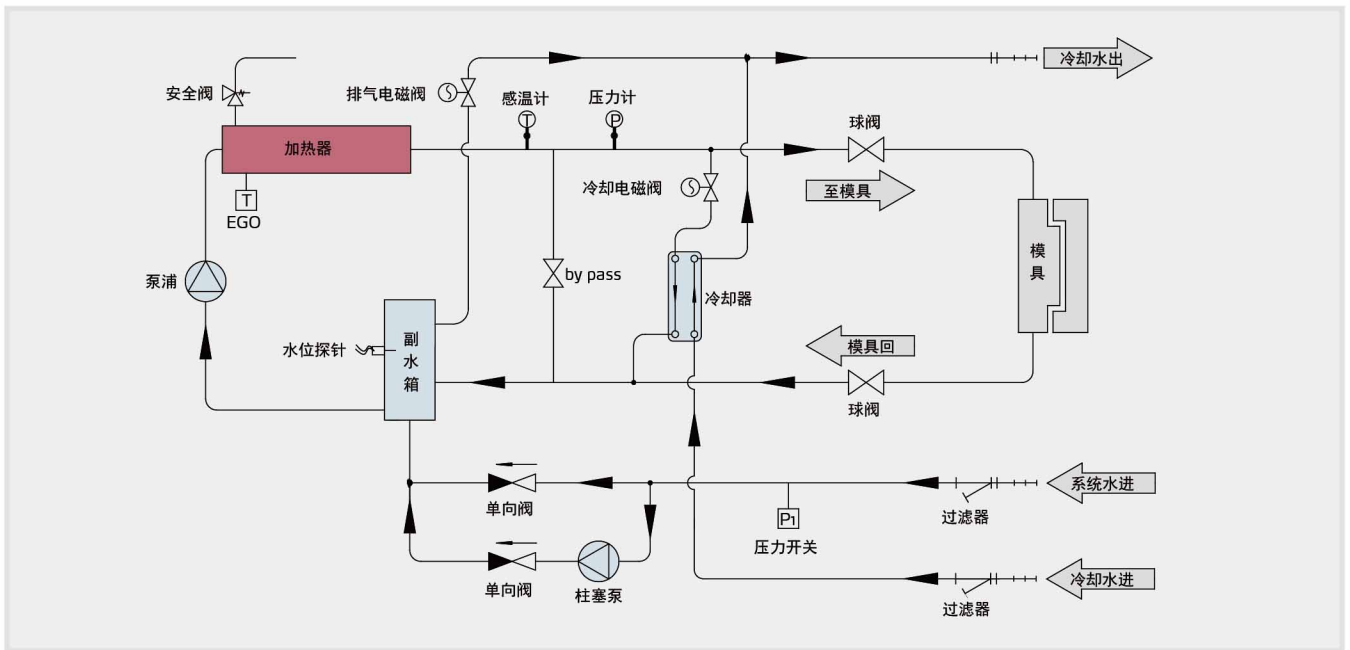 冷却水出
安全阀
排气电磁阀
感温计
压力计
T
P
球阀
加热器
冷却电磁阀
至模具
T
EGO
模具
泵浦
by pass
冷却器
副水箱
水位探针
模具回
球阀
系统水进
单向阀
P1
过滤器
压力开关
冷却水进
单向阀
柱塞泵
过滤器